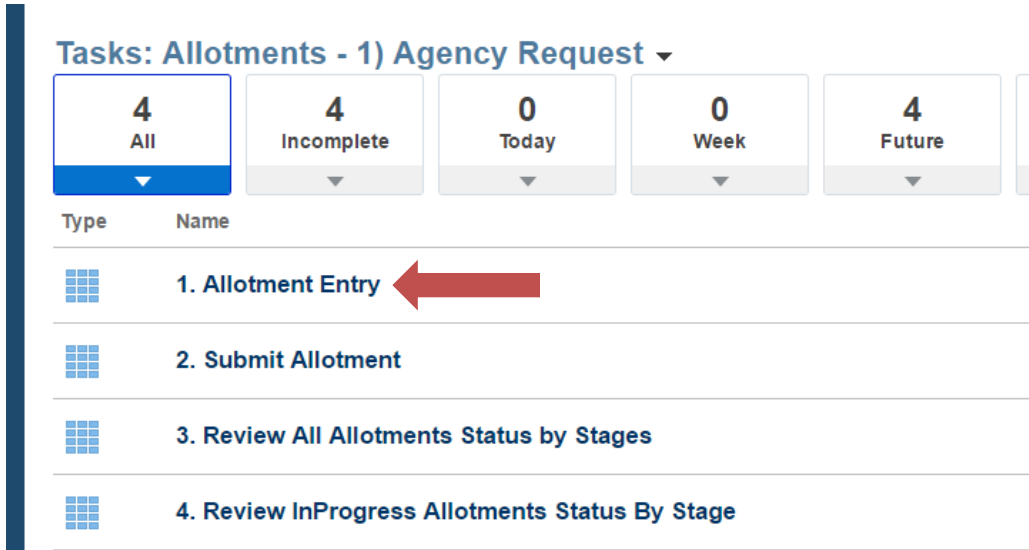 Tasks: Allotments - 1) Agency Request
4 4 0 0 4
All Incomplete Today Week Future
Type Name
1. Allotment Entry
2. Submit Allotment
3. Review All Allotments Status by Stages
4. Review InProgress Allotments Status By Stage